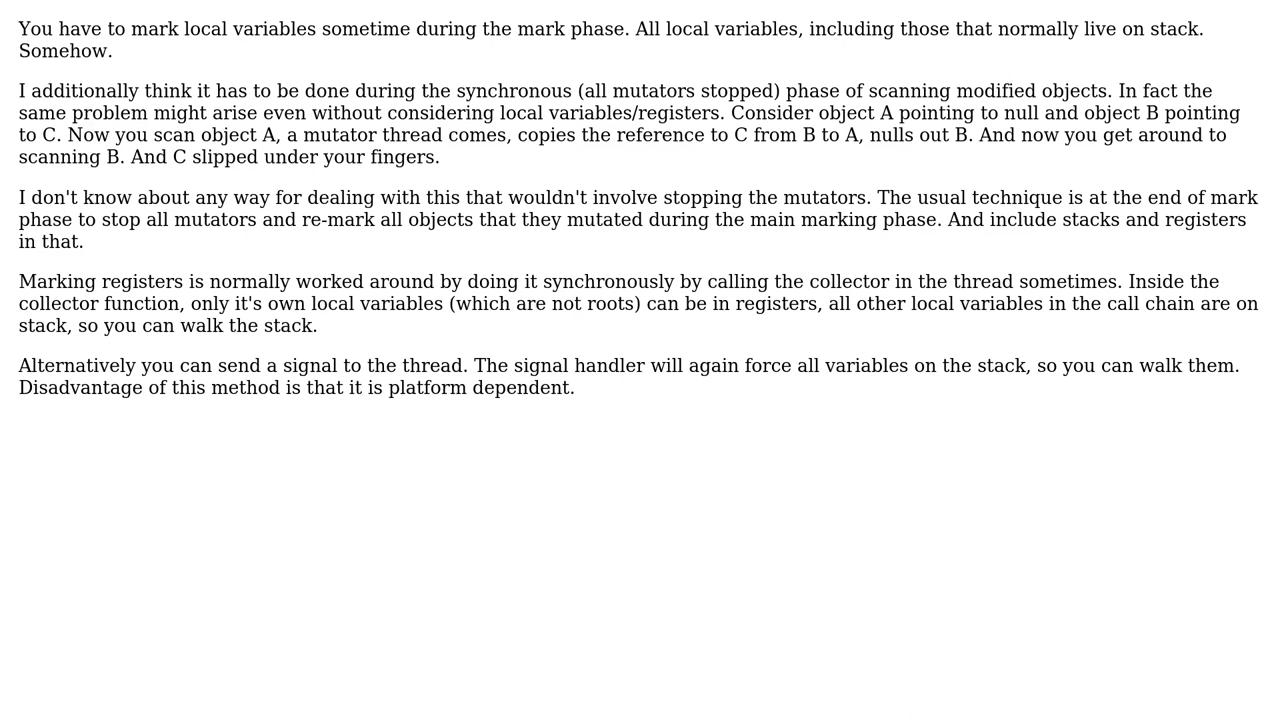 You have to mark local variables sometime during the mark phase. All local variables, including those that normally live on stack.
Somehow.
I additionally think it has to be done during the synchronous (all mutators stopped) phase of scanning modified objects. In fact the
same problem might arise even without considering local variables/registers. Consider object A pointing to null and object B pointing
to C. Now you scan object A, a mutator thread comes, copies the reference to C from B to A, nulls out B. And now you get around to
scanning B. And C slipped under your fingers.
I don't know about any way for dealing with this that wouldn't involve stopping the mutators. The usual technique is at the end of mark
phase to stop all mutators and re-mark all objects that they mutated during the main marking phase. And include stacks and registers
in that.
Marking registers is normally worked around by doing it synchronously by calling the collector in the thread sometimes. Inside the
collector function, only it's own local variables (which are not roots) can be in registers, all other local variables in the call chain are on
stack, so you can walk the stack.
Alternatively you can send a signal to the thread. The signal handler will again force all variables on the stack, so you can walk them.
Disadvantage of this method is that it is platform dependent.